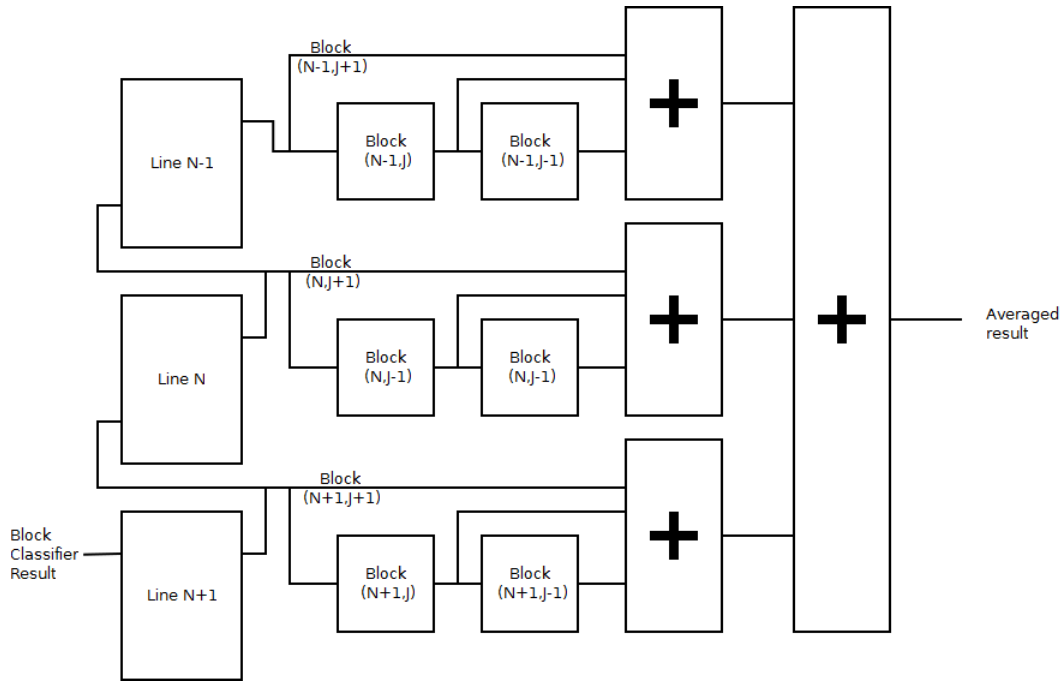 Block
(N-1,J+1)
Line N-1
Block
(N-1,J)
Block
(N-1,J-1)
+
Block
(N,J+1)
Line N
Block
(N,J-1)
Block
(N,J-1)
+
+
Averaged
result
Block
(N+1,J+1)
Block
Classifier
Result
Line N+1
Block
(N+1,J)
Block
(N+1,J-1)
+